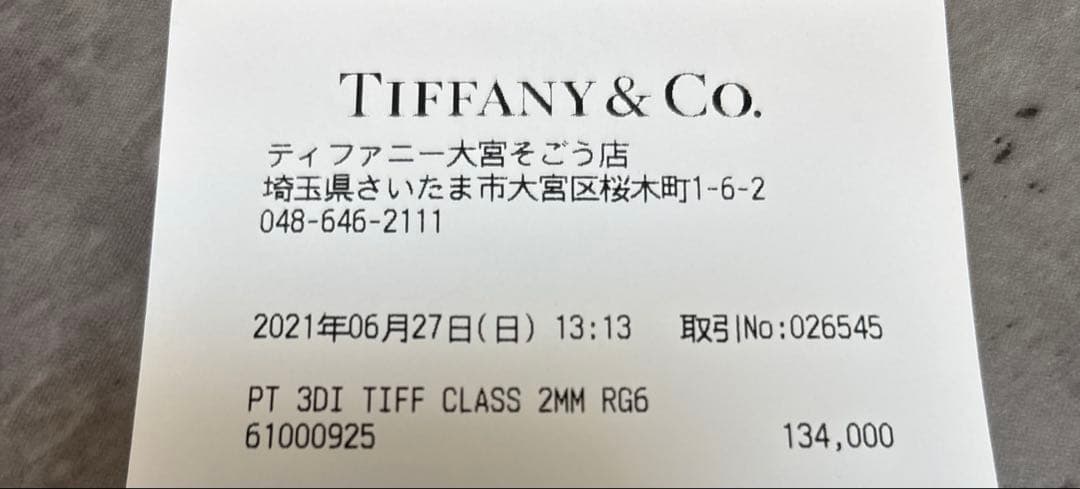 TIFFANY & CO.
ティファニー大宮そごう店
埼玉県さいたま市大宮区桜木町1-6-2
048-646-2111
2021年06月27日(日) 13:13 取引No:026545
PT 3DI TIFF CLASS 2MM RG6
61000925 134,000